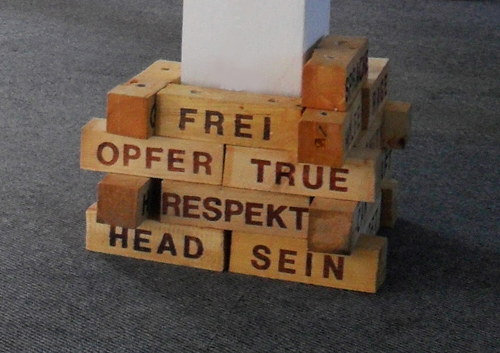 FREI
OPFER TRUE
RESPEKT
HEAD SEIN